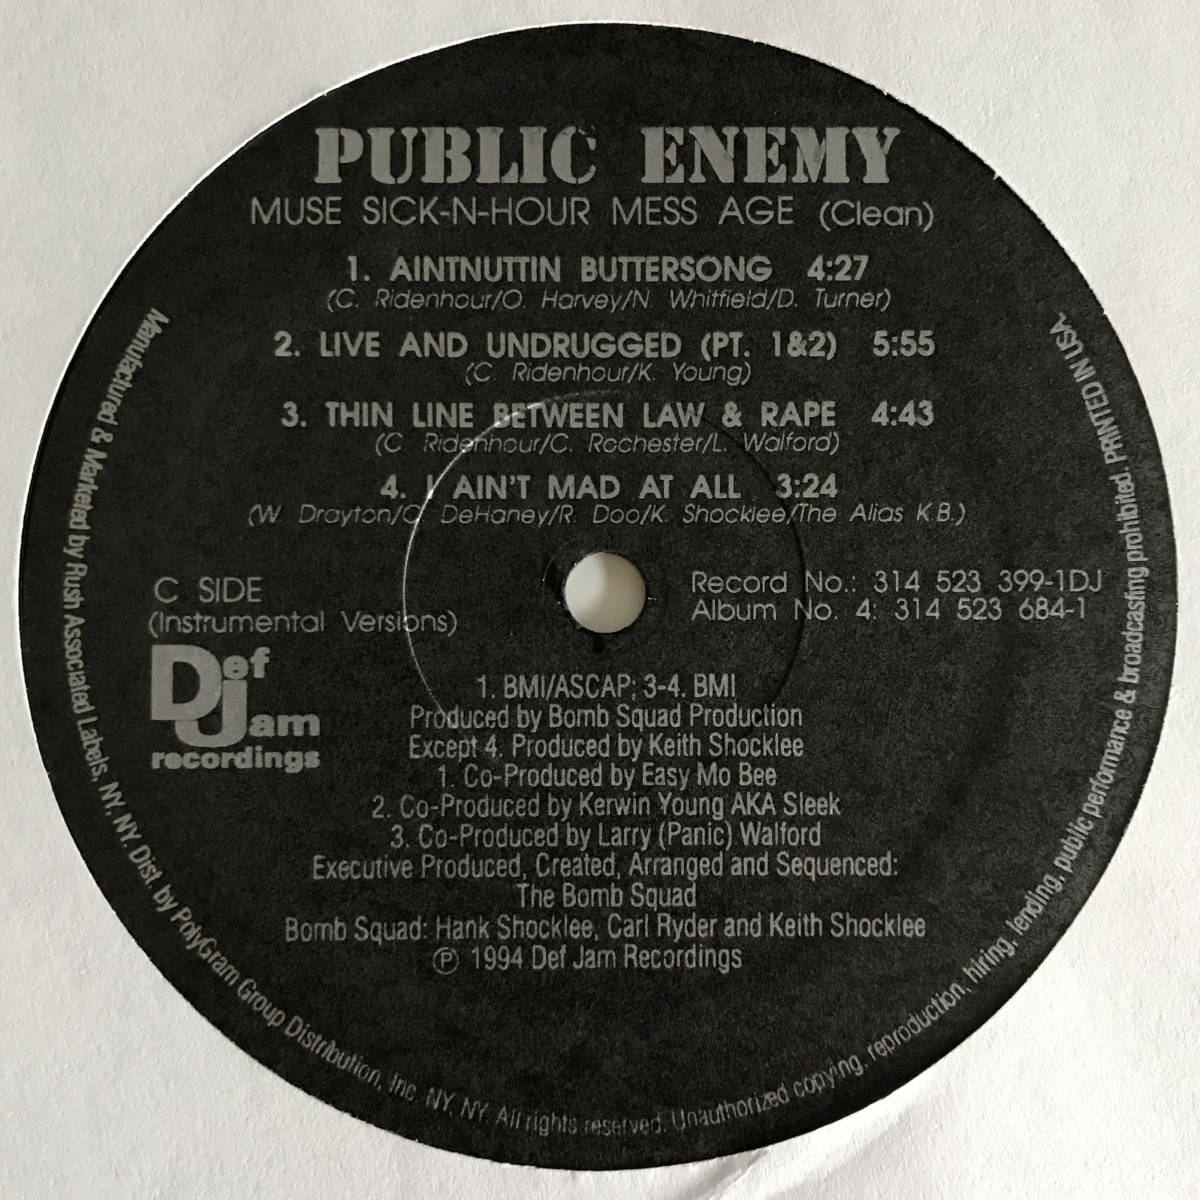 PUBLIC ENEMY
MUSE SICK-N-HOUR MESS AGE (Clean)
1. AINTNUTTIN BUTTERSONG 4:27
(C. Ridenhour/O. Harvey/N. Whitfield/D. Turner)
2. LIVE AND UNDRUGGED (PT. 1&2) 5:55
(C. Ridenhour/K. Young)
3. THIN LINE BETWEEN LAW & RAPE 4:43
(C. Ridenhour/C. Rochester/L. Walford)
4. I AIN'T MAD AT ALL 3:24
(W. Drayton/C. DeHaney/R. Doo/K. Shocklee/The Alias K.B.)
C SIDE
(Instrumental Versions)
Record No.: 314 523 399-1DJ
Album No. 4: 314 523 684-1
Def
Jam
recordings
1. BMI/ASCAP; 3-4. BMI
Produced by Bomb Squad Production
Except 4. Produced by Keith Shocklee
1. Co-Produced by Easy Mo Bee
2. Co-Produced by Kerwin Young AKA Sleek
3. Co-Produced by Larry (Panic) Walford
Executive Produced, Created, Arranged and Sequenced:
The Bomb Squad
Bomb Squad: Hank Shocklee, Carl Ryder and Keith Shocklee
℗ 1994 Def Jam Recordings
Manufactured & Marketed by Rush Associated Labels, NY, NY. Dist. by PolyGram Group Distribution, Inc. NY, NY. All rights reserved. Unauthorized copying, reproduction, hiring, lending, public performance & broadcasting prohibited. PRINTED IN USA.